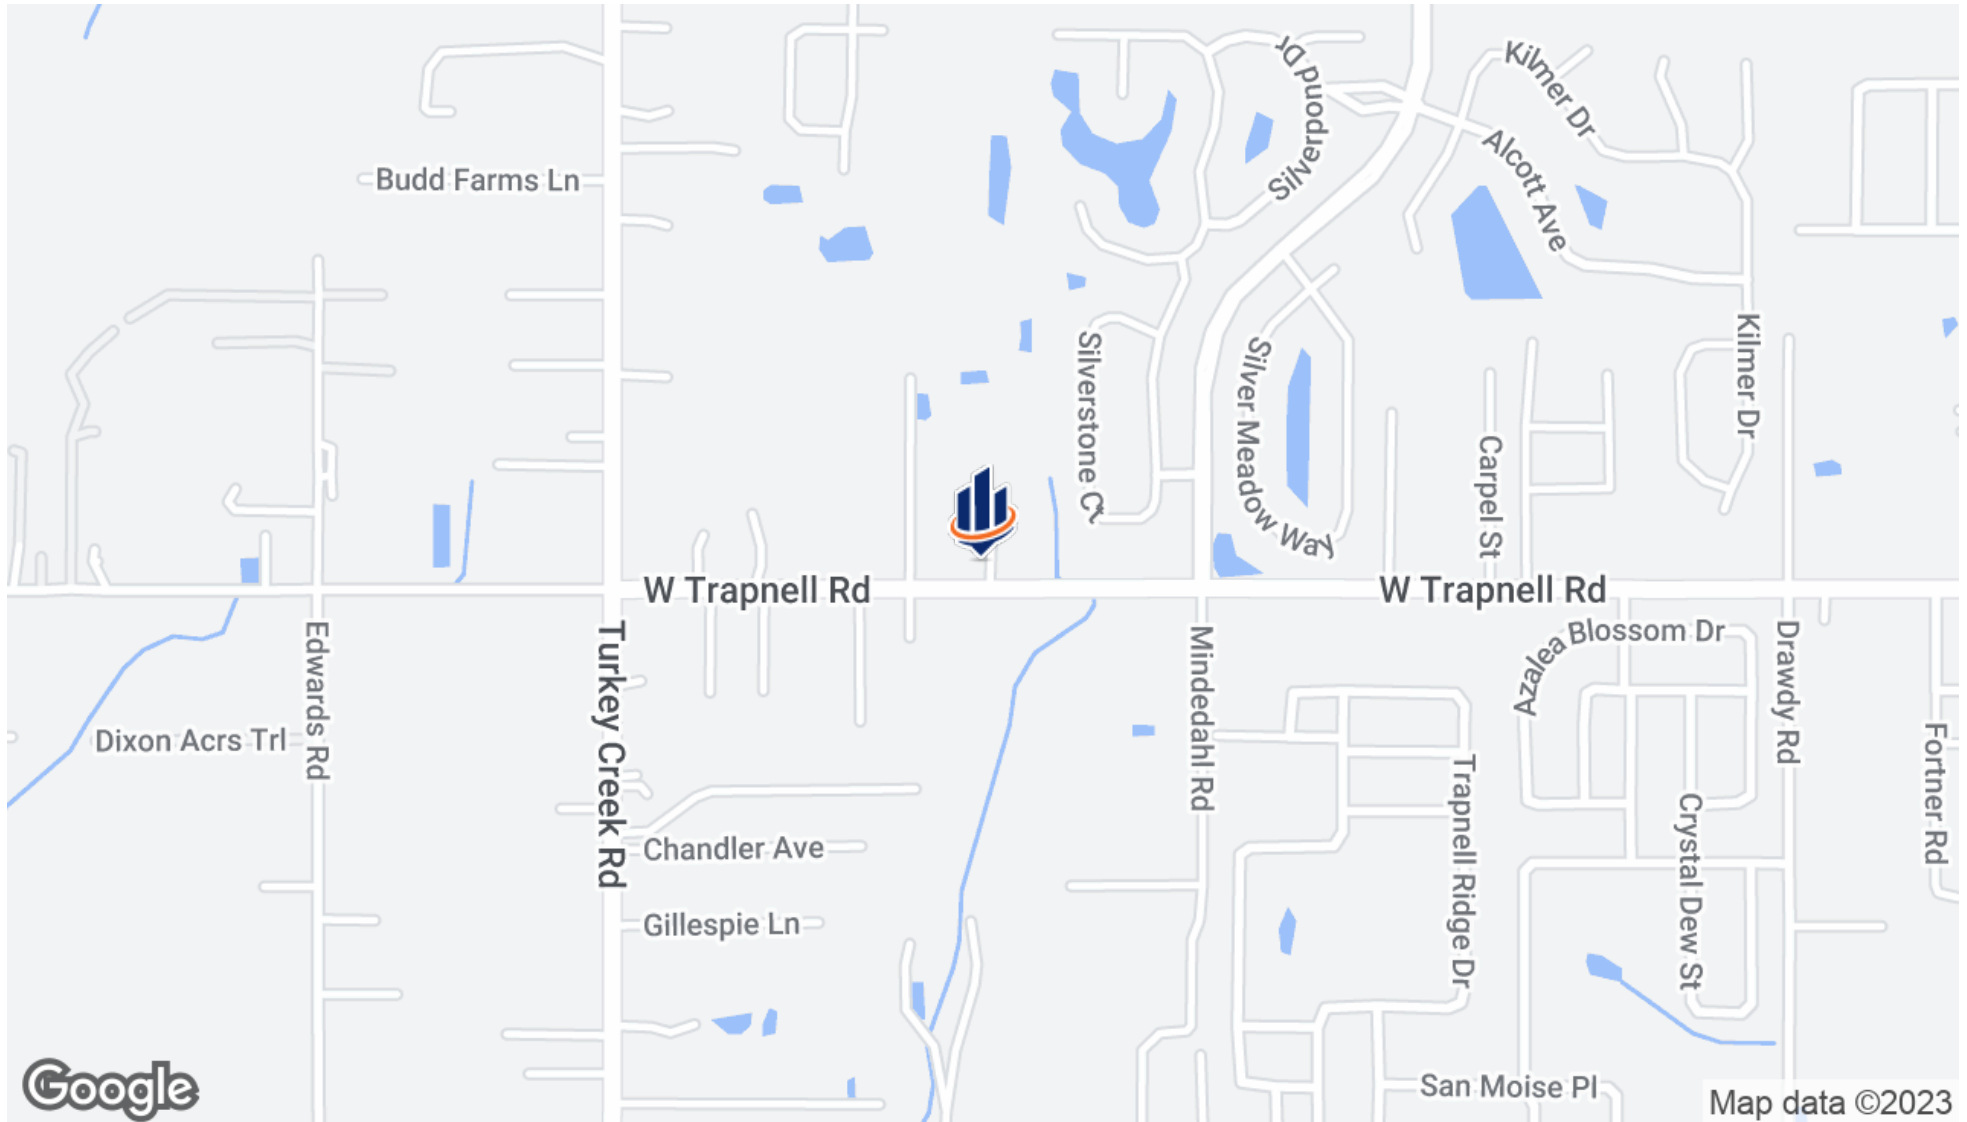 Silverpond Dr
Kilmer Dr
Alcott Ave
Budd Farms Ln
Silverstone Ct
Silver Meadow Way
Kilmer Dr
Carpel St
W Trapnell Rd
W Trapnell Rd
Edwards Rd
Turkey Creek Rd
Mindedahl Rd
Azalea Blossom Dr
Drawdy Rd
Dixon Acrs Trl
Fortner Rd
Trapnell Ridge Dr
Crystal Dew St
Chandler Ave
Gillespie Ln
San Moise Pl
Google
Map data ©2023